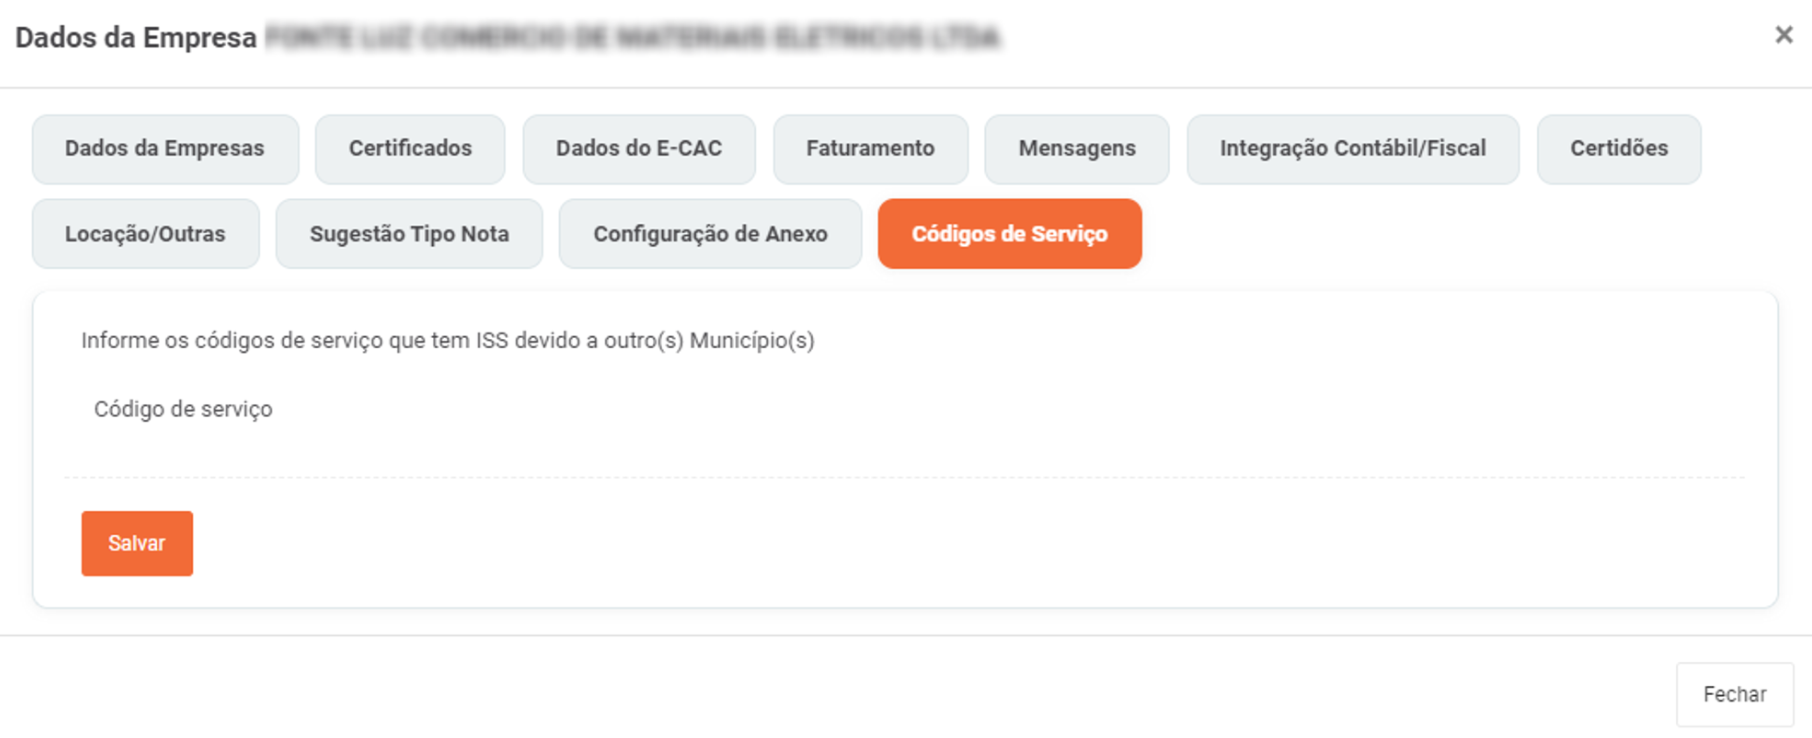 Dados da Empresa
×
Dados da Empresas Certificados Dados do E-CAC Faturamento Mensagens Integração Contábil/Fiscal Certidões
Locação/Outras Sugestão Tipo Nota Configuração de Anexo Códigos de Serviço
Informe os códigos de serviço que tem ISS devido a outro(s) Município(s)
Código de serviço
Salvar
Fechar